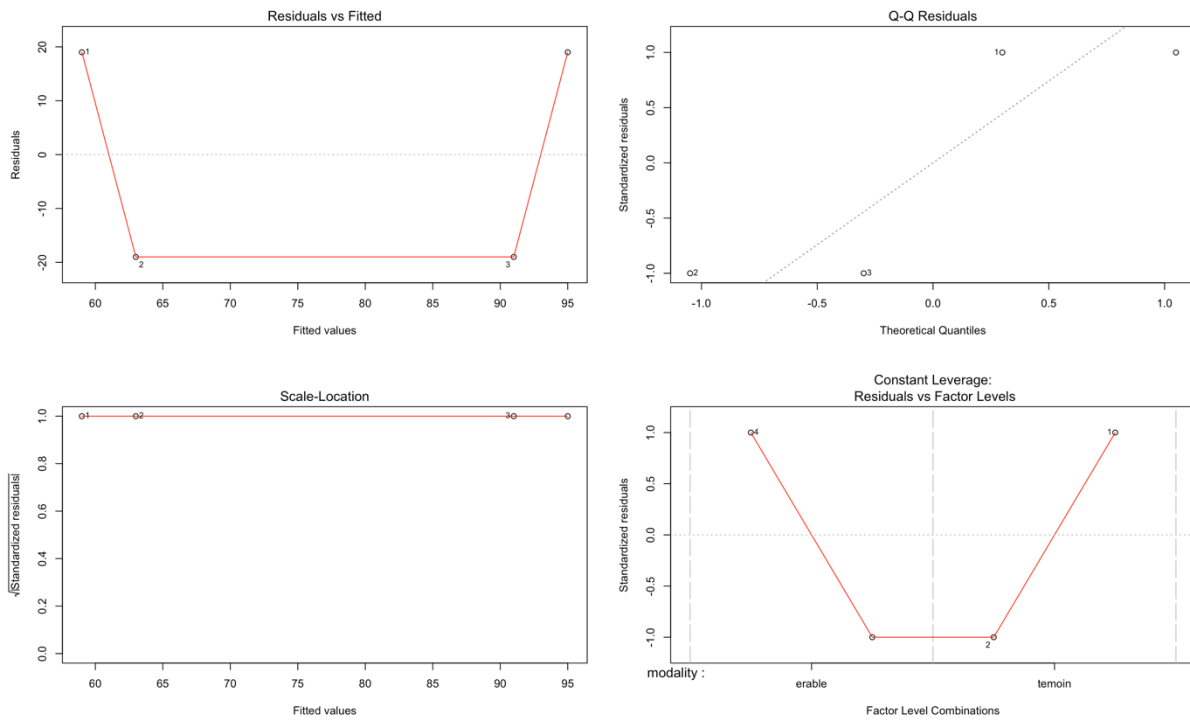 Residuals vs Fitted
20
10
0
-10
-20
Residuals
1
2
3
60 65 70 75 80 85 90 95
Fitted values
Q-Q Residuals
1.0
0.5
0.0
-0.5
-1.0
Standardized residuals
1
2
3
-1.0 -0.5 0.0 0.5 1.0
Theoretical Quantiles
Scale-Location
1.0
0.8
0.6
0.4
0.2
0.0
√|Standardized residuals|
1
2
3
60 65 70 75 80 85 90 95
Fitted values
Constant Leverage:
Residuals vs Factor Levels
1.0
0.5
0.0
-0.5
-1.0
Standardized residuals
4
1
2
modality :
erable temoin
Factor Level Combinations